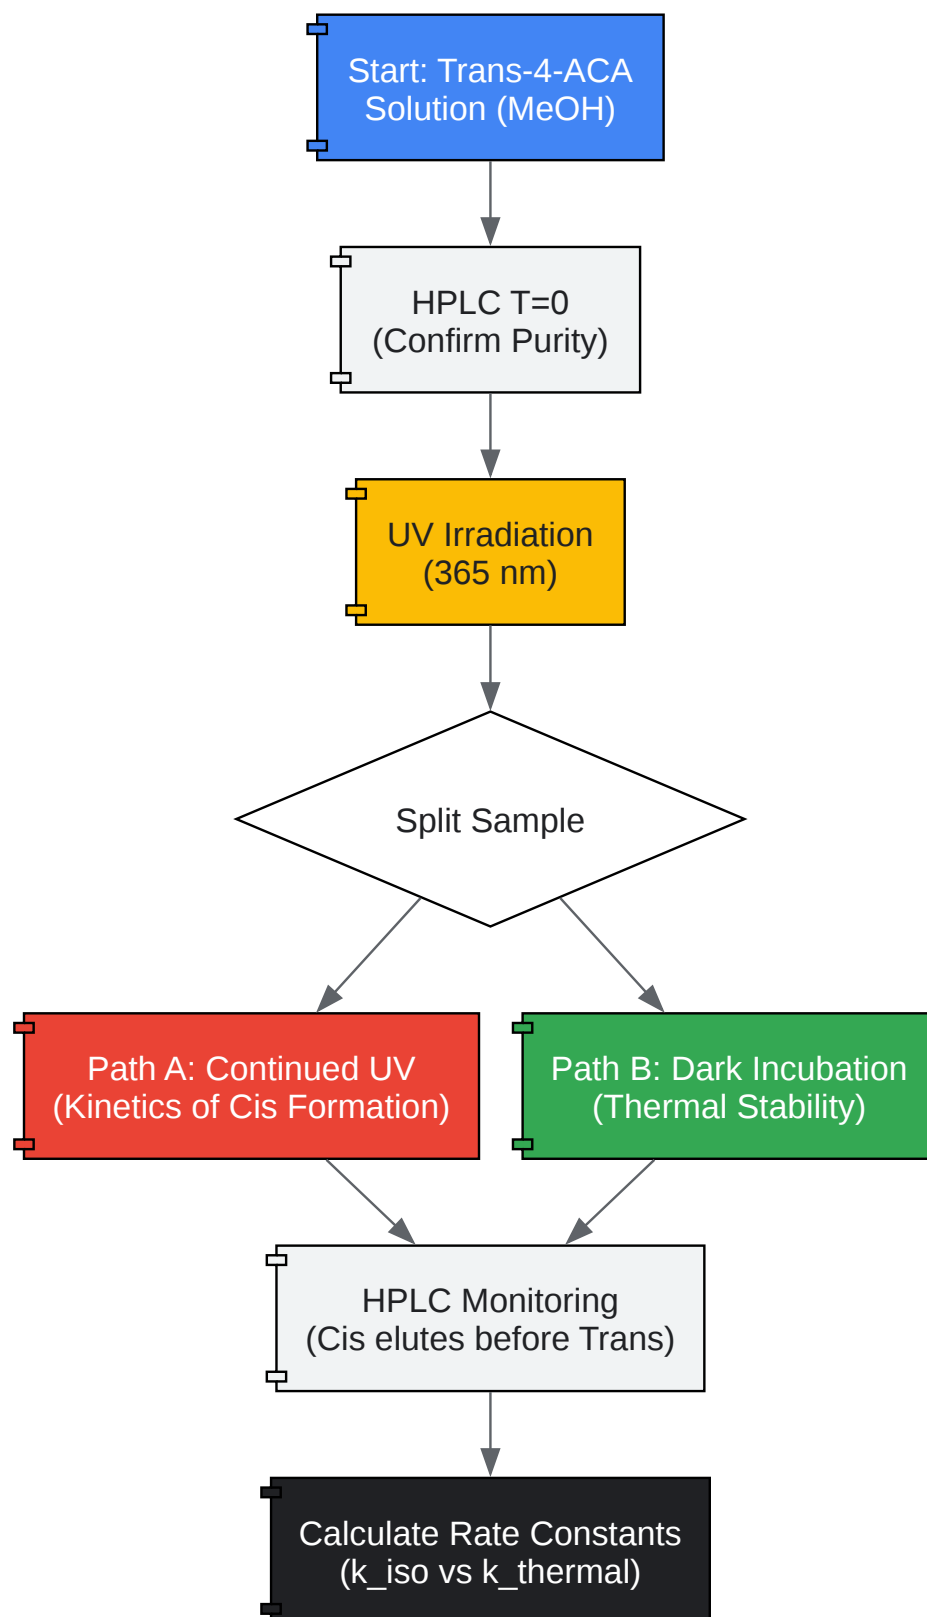 Start: Trans-4-ACA
Solution (MeOH)
HPLC T=0
(Confirm Purity)
UV Irradiation
(365 nm)
Split Sample
Path A: Continued UV
(Kinetics of Cis Formation)
Path B: Dark Incubation
(Thermal Stability)
HPLC Monitoring
(Cis elutes before Trans)
Calculate Rate Constants
(k_iso vs k_thermal)